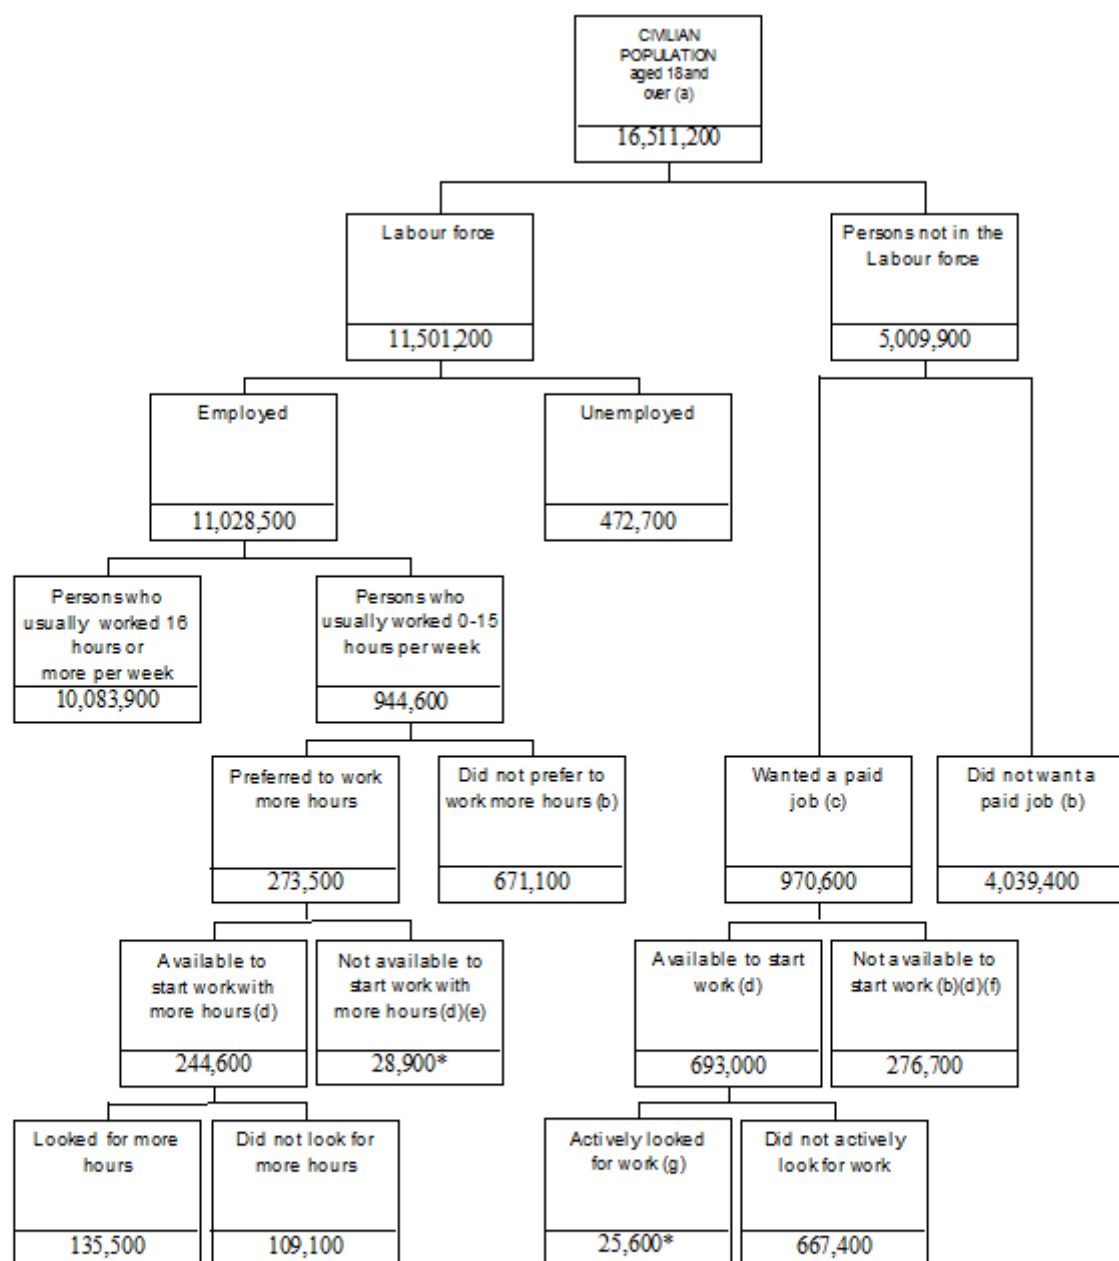 CIVILIAN
POPULATION
aged 18 and
over (a)
16,511,200
Labour force
11,501,200
Persons not in the
Labour force
5,009,900
Employed
11,028,500
Unemployed
472,700
Persons who
usually worked 16
hours or
more per week
10,083,900
Persons who
usually worked 0-15
hours per week
944,600
Preferred to work
more hours
273,500
Did not prefer to
work more hours (b)
671,100
Wanted a paid
job (c)
970,600
Did not want a
paid job (b)
4,039,400
Available to
start work with
more hours (d)
244,600
Not available to
start work with
more hours (d)(e)
28,900*
Available to start
work (d)
693,000
Not available to
start work (b)(d)(f)
276,700
Looked for more
hours
135,500
Did not look for
more hours
109,100
Actively looked
for work (g)
25,600*
Did not actively
look for work
667,400